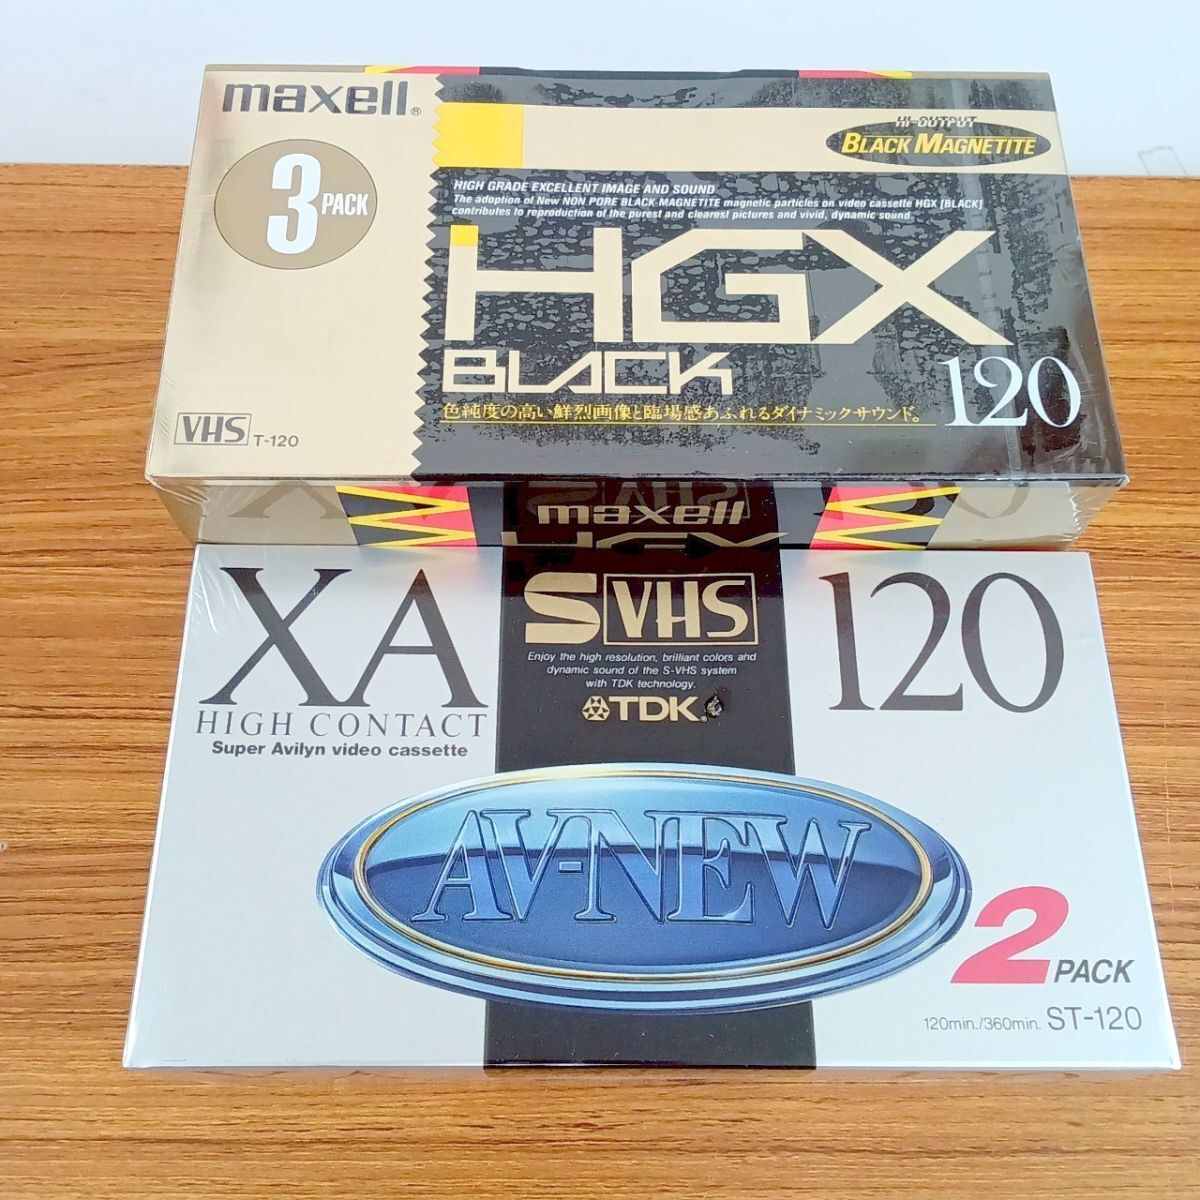 maxell®
HI-OUTPUT
BLACK MAGNETITE
3 PACK
HIGH GRADE EXCELLENT IMAGE AND SOUND
The adoption of New NON PORE BLACK-MAGNETITE magnetic particles on video cassette HGX [BLACK]
contributes to reproduction of the purest and clearest pictures and vivid, dynamic sound
HGX
BLACK
120
色純度の高い鮮烈画像と臨場感あふれるダイナミックサウンド。
VHS T-120
maxell
HGX
XA
HIGH CONTACT
Super Avilyn video cassette
S VHS
Enjoy the high resolution, brilliant colors and
dynamic sound of the S-VHS system
with TDK technology.
TDK
120
AV-NEW
2 PACK
120min./360min. ST-120